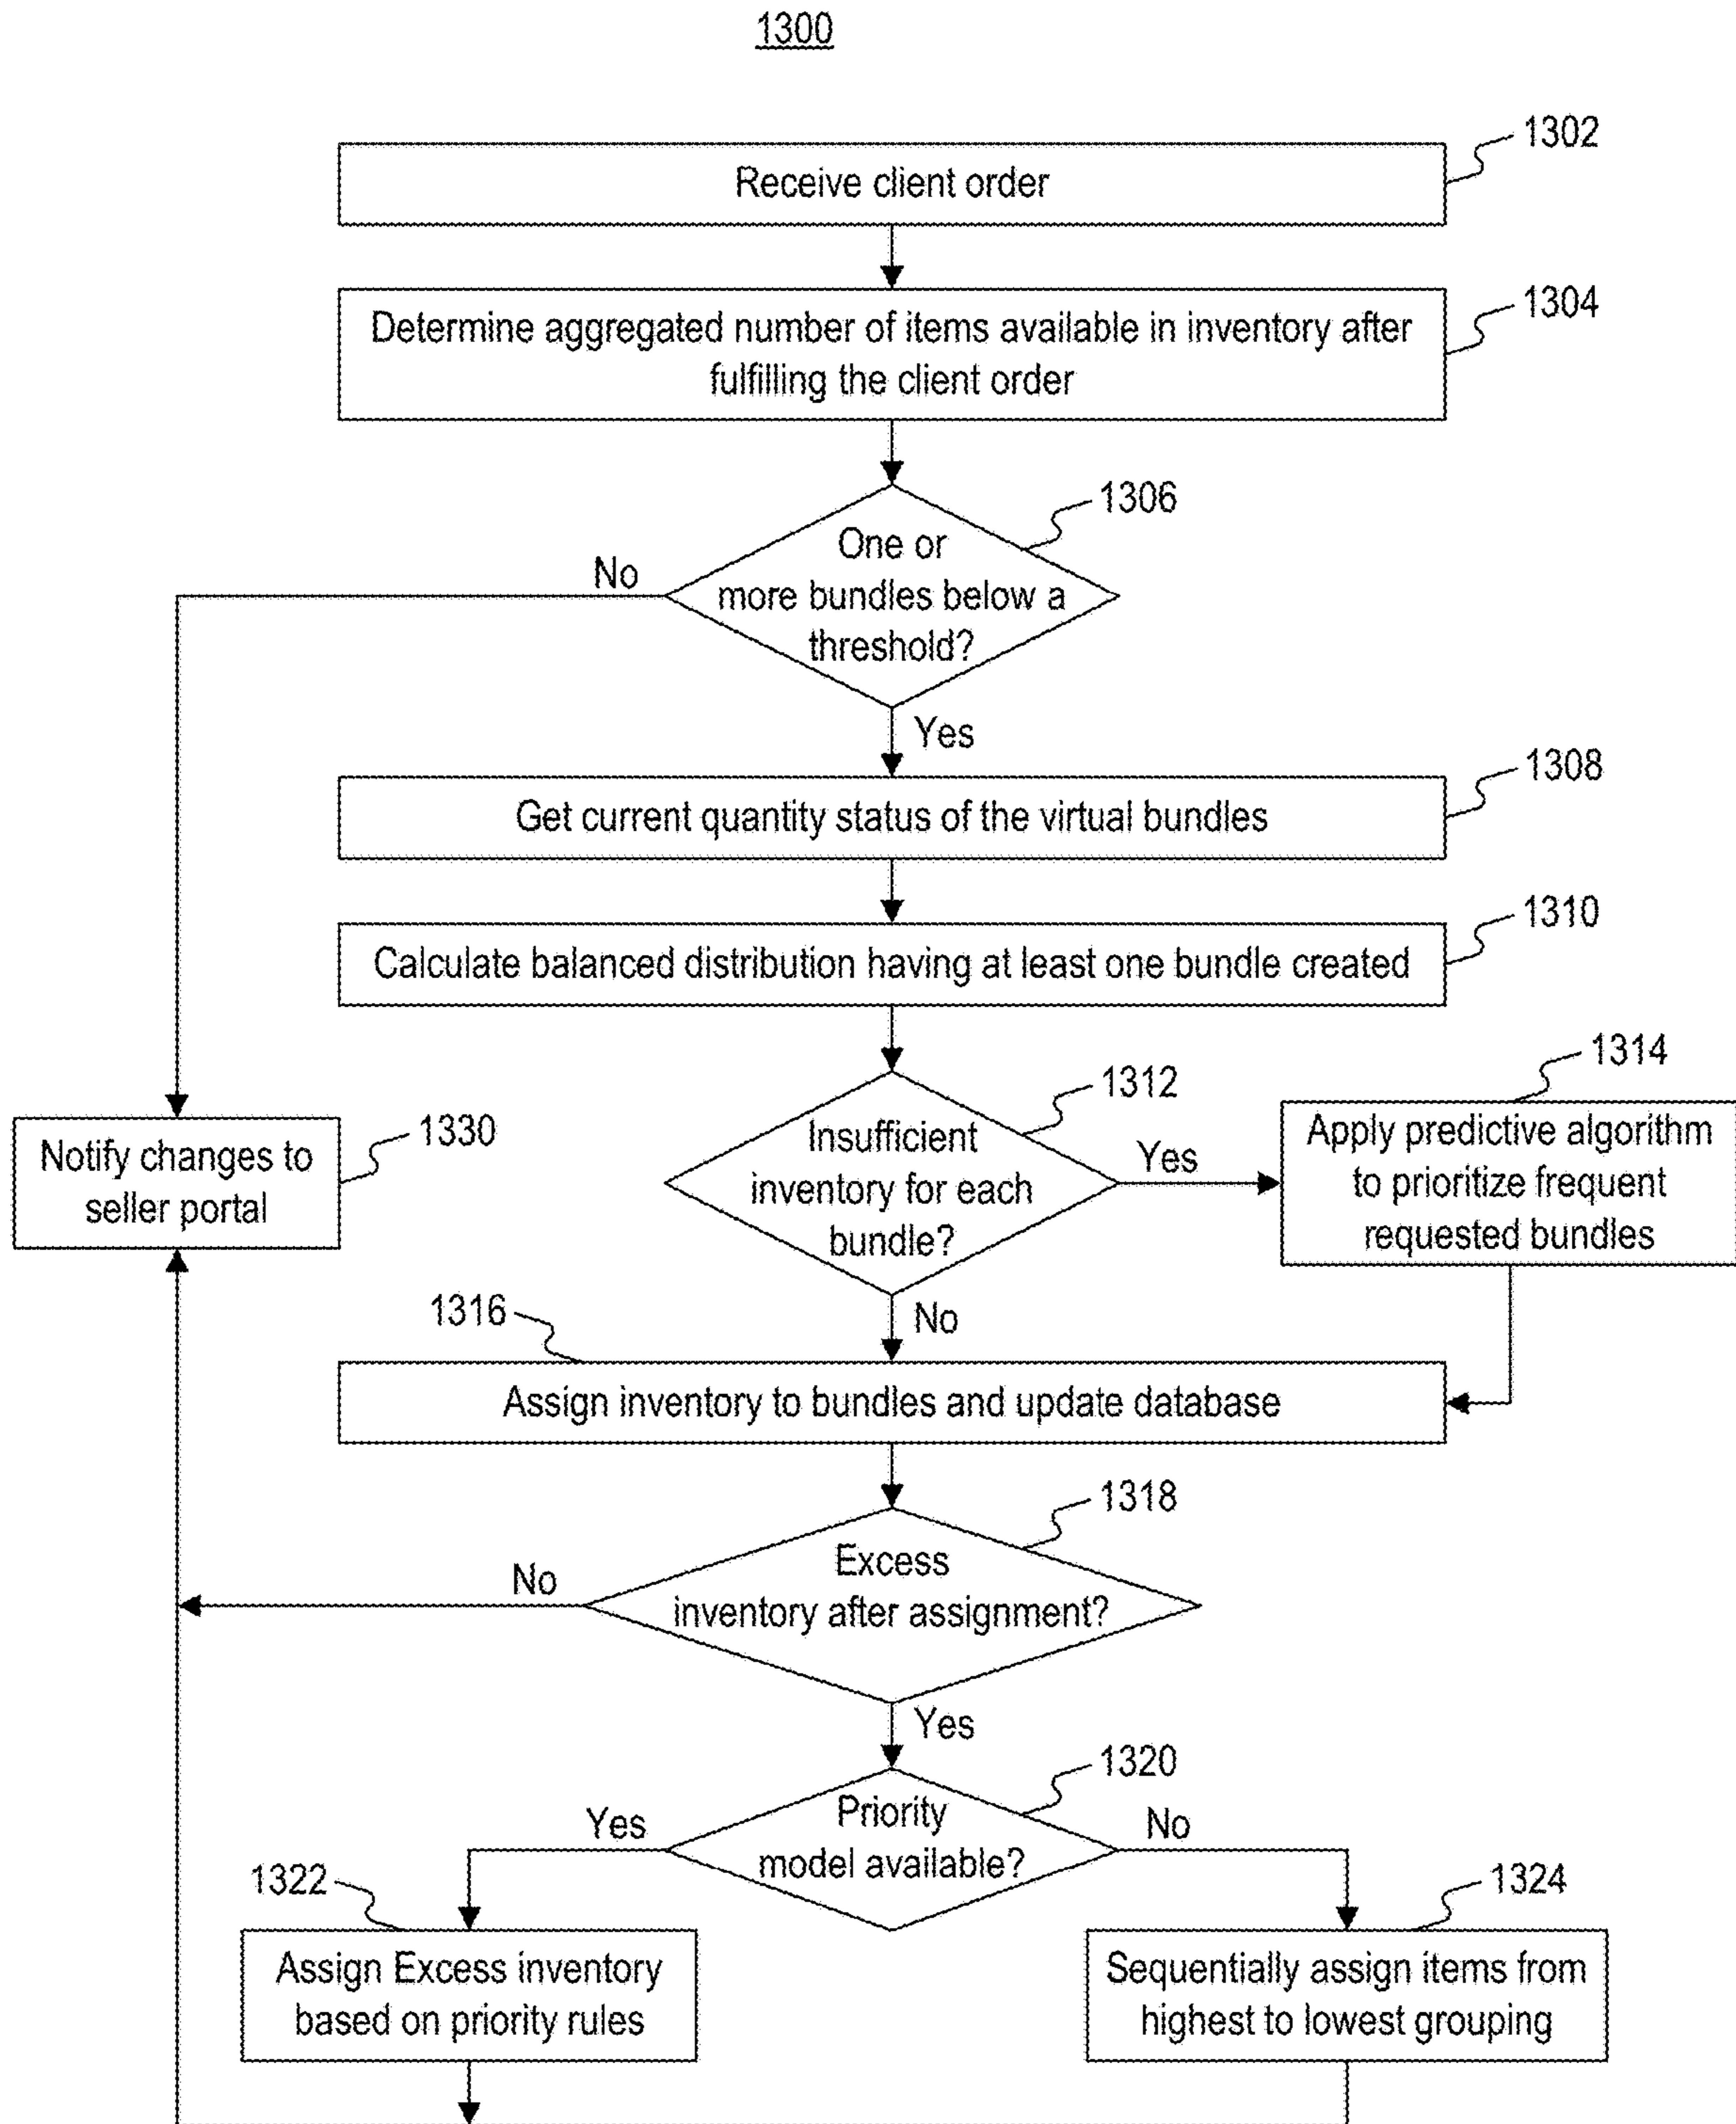 1300
1302
Receive client order
1304
Determine aggregated number of items available in inventory after
fulfilling the client order
1306
One or
more bundles below a
threshold?
No
Yes
1308
Get current quantity status of the virtual bundles
1310
Calculate balanced distribution having at least one bundle created
1312
Insufficient
inventory for each
bundle?
Yes
1314
Apply predictive algorithm
to prioritize frequent
requested bundles
1330
Notify changes to
seller portal
No
1316
Assign inventory to bundles and update database
1318
Excess
inventory after assignment?
No
Yes
1320
Priority
model available?
Yes
No
1322
Assign Excess inventory
based on priority rules
1324
Sequentially assign items from
highest to lowest grouping